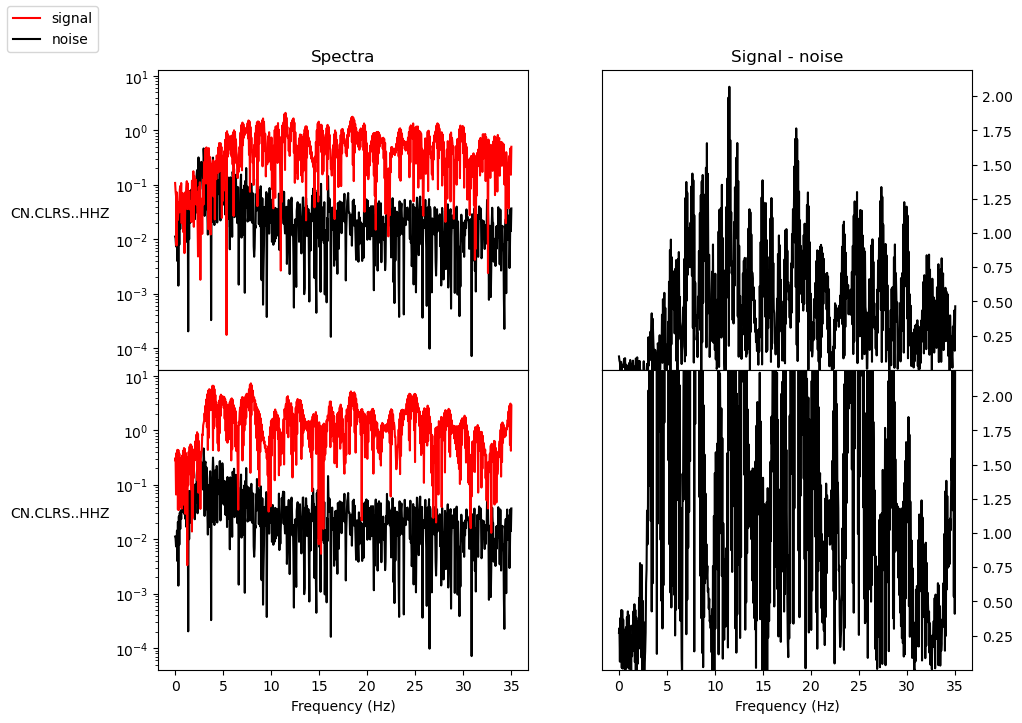 signal
noise
Spectra
Signal - noise
10¹
10⁰
10⁻¹
10⁻²
10⁻³
10⁻⁴
CN.CLRS..HHZ
2.00
1.75
1.50
1.25
1.00
0.75
0.50
0.25
10¹
10⁰
10⁻¹
10⁻²
10⁻³
10⁻⁴
CN.CLRS..HHZ
2.00
1.75
1.50
1.25
1.00
0.75
0.50
0.25
0 5 10 15 20 25 30 35
0 5 10 15 20 25 30 35
Frequency (Hz)
Frequency (Hz)